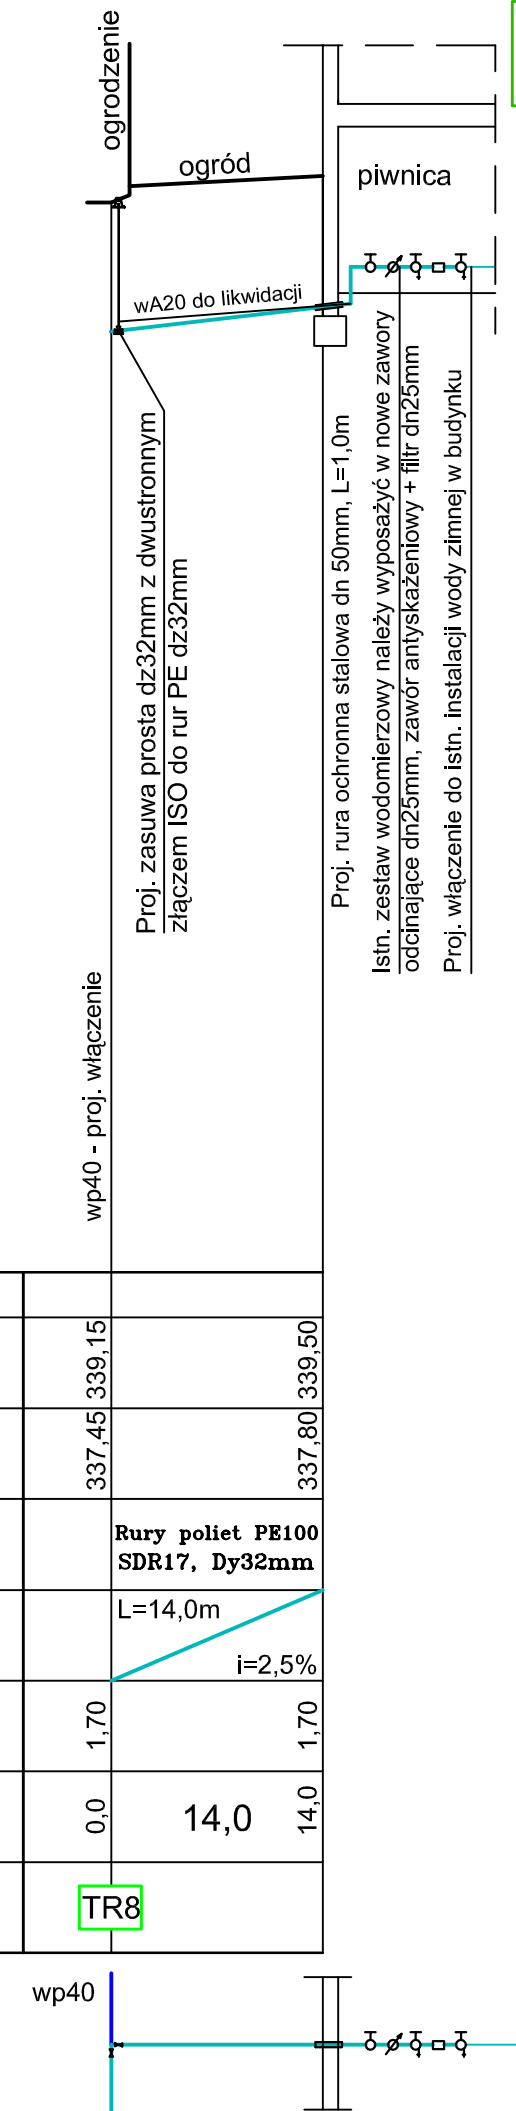 ogrodzenie
ogród
piwnica
wA20 do likwidacji
Proj. zasuwa prosta dz32mm z dwustronnym
złączem ISO do rur PE dz32mm
Proj. rura ochronna stalowa dn 50mm, L=1,0m
Istn. zestaw wodomierzowy należy wyposażyć w nowe zawory
odcinające dn25mm, zawór antyskażeniowy + filtr dn25mm
Proj. włączenie do istn. instalacji wody zimnej w budynku
wp40 - proj. włączenie
339,15
339,50
337,45
337,80
Rury poliet PE100
SDR17, Dy32mm
L=14,0m
i=2,5%
1,70
1,70
0,0
14,0
14,0
TR8
wp40